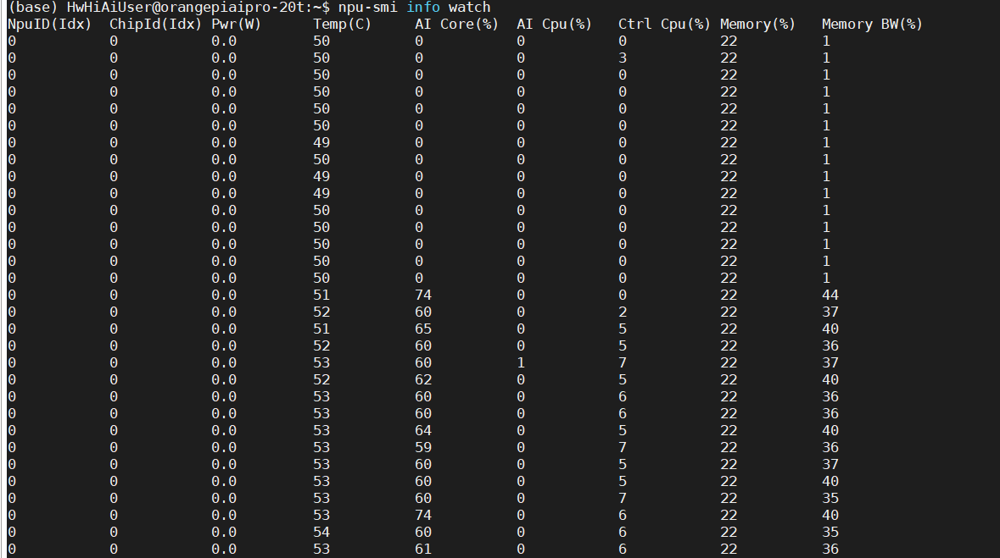 (base) HwHiAiUser@orangepiaipro-20t:~$ npu-smi info watch
NpuID(Idx)  ChipId(Idx) Pwr(W)      Temp(C)     AI Core(%)  AI Cpu(%)   Ctrl Cpu(%) Memory(%)   Memory BW(%)
0           0           0.0         50          0           0           0           22          1
0           0           0.0         50          0           0           3           22          1
0           0           0.0         50          0           0           0           22          1
0           0           0.0         50          0           0           0           22          1
0           0           0.0         50          0           0           0           22          1
0           0           0.0         50          0           0           0           22          1
0           0           0.0         49          0           0           0           22          1
0           0           0.0         50          0           0           0           22          1
0           0           0.0         49          0           0           0           22          1
0           0           0.0         49          0           0           0           22          1
0           0           0.0         50          0           0           0           22          1
0           0           0.0         50          0           0           0           22          1
0           0           0.0         50          0           0           0           22          1
0           0           0.0         50          0           0           0           22          1
0           0           0.0         50          0           0           0           22          1
0           0           0.0         51          74          0           0           22          44
0           0           0.0         52          60          0           2           22          37
0           0           0.0         51          65          0           5           22          40
0           0           0.0         52          60          0           5           22          36
0           0           0.0         53          60          1           7           22          37
0           0           0.0         52          62          0           5           22          40
0           0           0.0         53          60          0           6           22          36
0           0           0.0         53          60          0           6           22          36
0           0           0.0         53          64          0           5           22          40
0           0           0.0         53          59          0           7           22          36
0           0           0.0         53          60          0           5           22          37
0           0           0.0         53          60          0           5           22          40
0           0           0.0         53          60          0           7           22          35
0           0           0.0         53          74          0           6           22          40
0           0           0.0         54          60          0           6           22          35
0           0           0.0         53          61          0           6           22          36